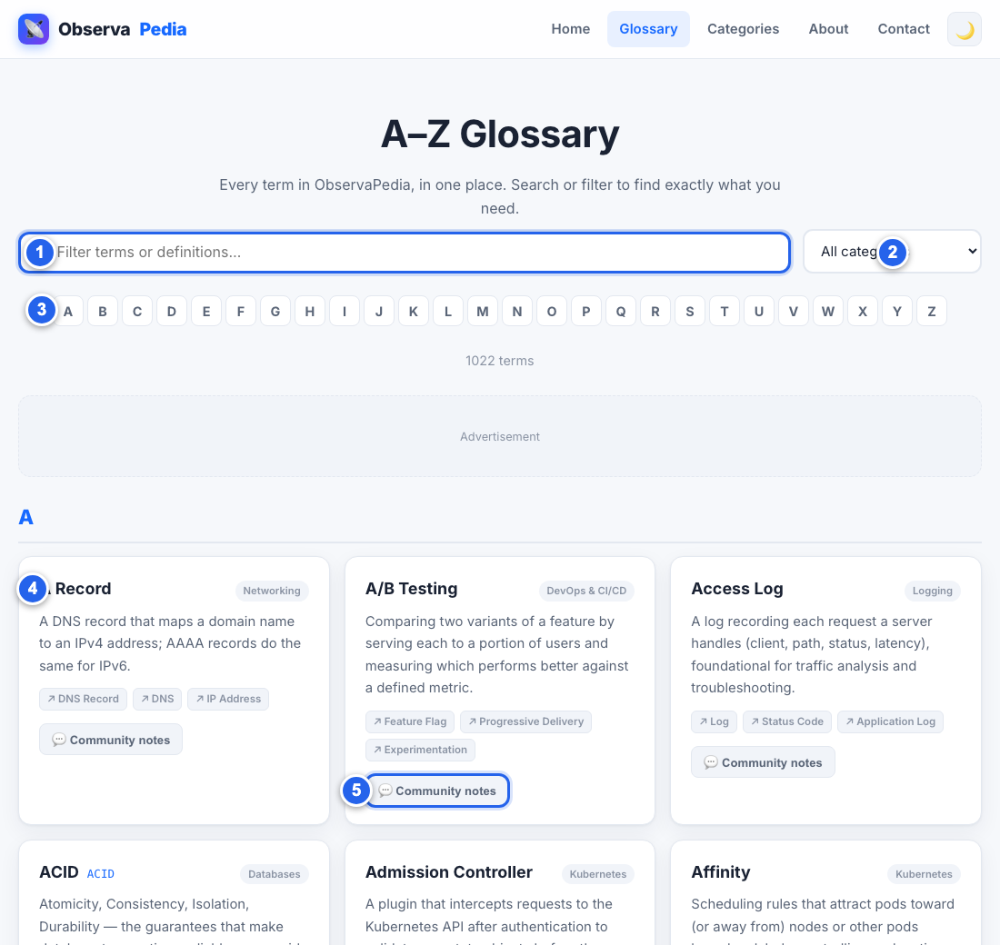 Observa Pedia
Home Glossary Categories About Contact
A–Z Glossary
Every term in ObservaPedia, in one place. Search or filter to find exactly what you
need.
1 Filter terms or definitions...
All categ 2
3 A B C D E F G H I J K L M N O P Q R S T U V W X Y Z
1022 terms
Advertisement
A
4 Record
Networking
A DNS record that maps a domain name
to an IPv4 address; AAAA records do the
same for IPv6.
↗ DNS Record ↗ DNS ↗ IP Address
💬 Community notes
A/B Testing
DevOps & CI/CD
Comparing two variants of a feature by
serving each to a portion of users and
measuring which performs better against
a defined metric.
↗ Feature Flag ↗ Progressive Delivery
↗ Experimentation
5 💬 Community notes
Access Log
Logging
A log recording each request a server
handles (client, path, status, latency),
foundational for traffic analysis and
troubleshooting.
↗ Log ↗ Status Code ↗ Application Log
💬 Community notes
ACID ACID
Databases
Atomicity, Consistency, Isolation,
Durability — the guarantees that make
Admission Controller
Kubernetes
A plugin that intercepts requests to the
Kubernetes API after authentication to
Affinity
Kubernetes
Scheduling rules that attract pods toward
(or away from) nodes or other pods